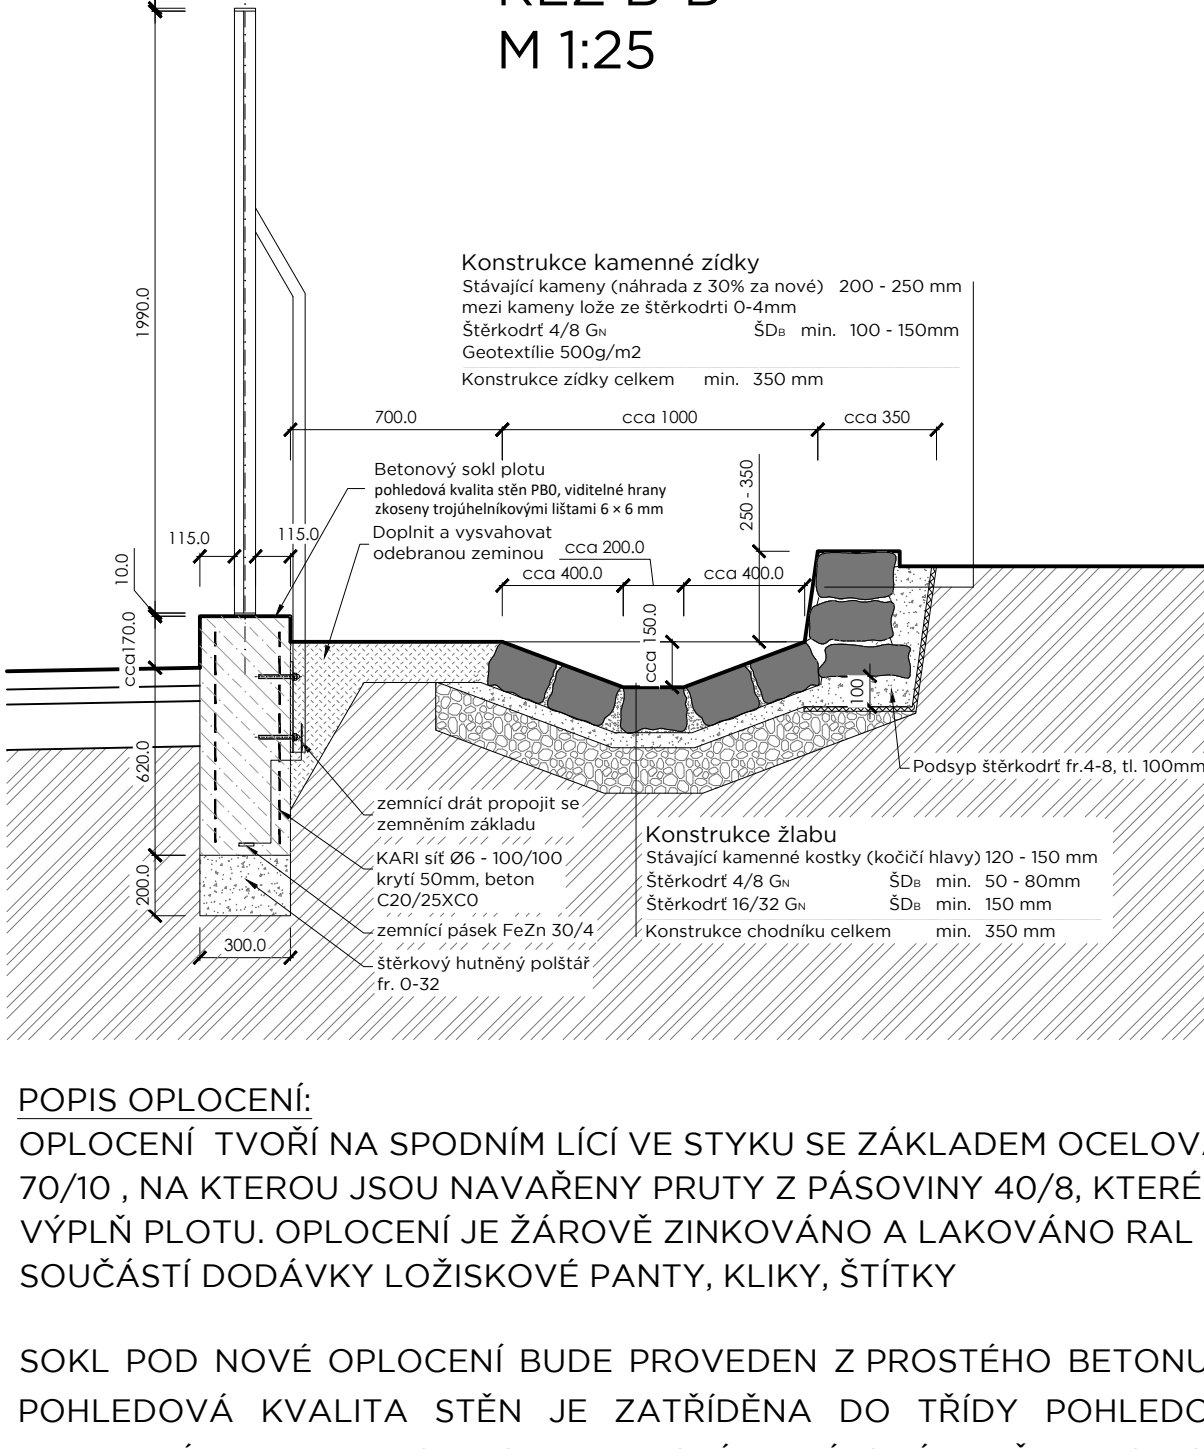 M 1:25
1990.0
Konstrukce kamenné zídky
Stávající kameny (náhrada z 30% za nové) 200 - 250 mm
mezi kameny lože ze štěrkodrti 0-4mm
Štěrkodrť 4/8 GN ŠDB min. 100 - 150mm
Geotextílie 500g/m2
Konstrukce zídky celkem min. 350 mm
700.0 cca 1000 cca 350
Betonový sokl plotu
pohledová kvalita stěn PB0, viditelné hrany
zkoseny trojúhelníkovými lištami 6 × 6 mm
250 - 350
Doplnit a vysvahovat
odebranou zeminou
115.0 115.0
cca 200.0
cca 400.0 cca 400.0
10.0
cca170.0
cca 150.0
100
620.0
200.0
300.0
Podsyp štěrkodrť fr.4-8, tl. 100mm
zemnící drát propojit se
zemněním základu
KARI síť Ø6 - 100/100
krytí 50mm, beton
C20/25XC0
zemnící pásek FeZn 30/4
štěrkový hutněný polštář
fr. 0-32
Konstrukce žlabu
Stávající kamenné kostky (kočičí hlavy) 120 - 150 mm
Štěrkodrť 4/8 GN ŠDB min. 50 - 80mm
Štěrkodrť 16/32 GN ŠDB min. 150 mm
Konstrukce chodníku celkem min. 350 mm
POPIS OPLOCENÍ:
OPLOCENÍ TVOŘÍ NA SPODNÍM LÍCÍ VE STYKU SE ZÁKLADEM OCELOVÁ
70/10 , NA KTEROU JSOU NAVAŘENY PRUTY Z PÁSOVINY 40/8, KTERÉ
VÝPLŇ PLOTU. OPLOCENÍ JE ŽÁROVĚ ZINKOVÁNO A LAKOVÁNO RAL
SOUČÁSTÍ DODÁVKY LOŽISKOVÉ PANTY, KLIKY, ŠTÍTKY
SOKL POD NOVÉ OPLOCENÍ BUDE PROVEDEN Z PROSTÉHO BETONU
POHLEDOVÁ KVALITA STĚN JE ZATŘÍDĚNA DO TŘÍDY POHLEDO